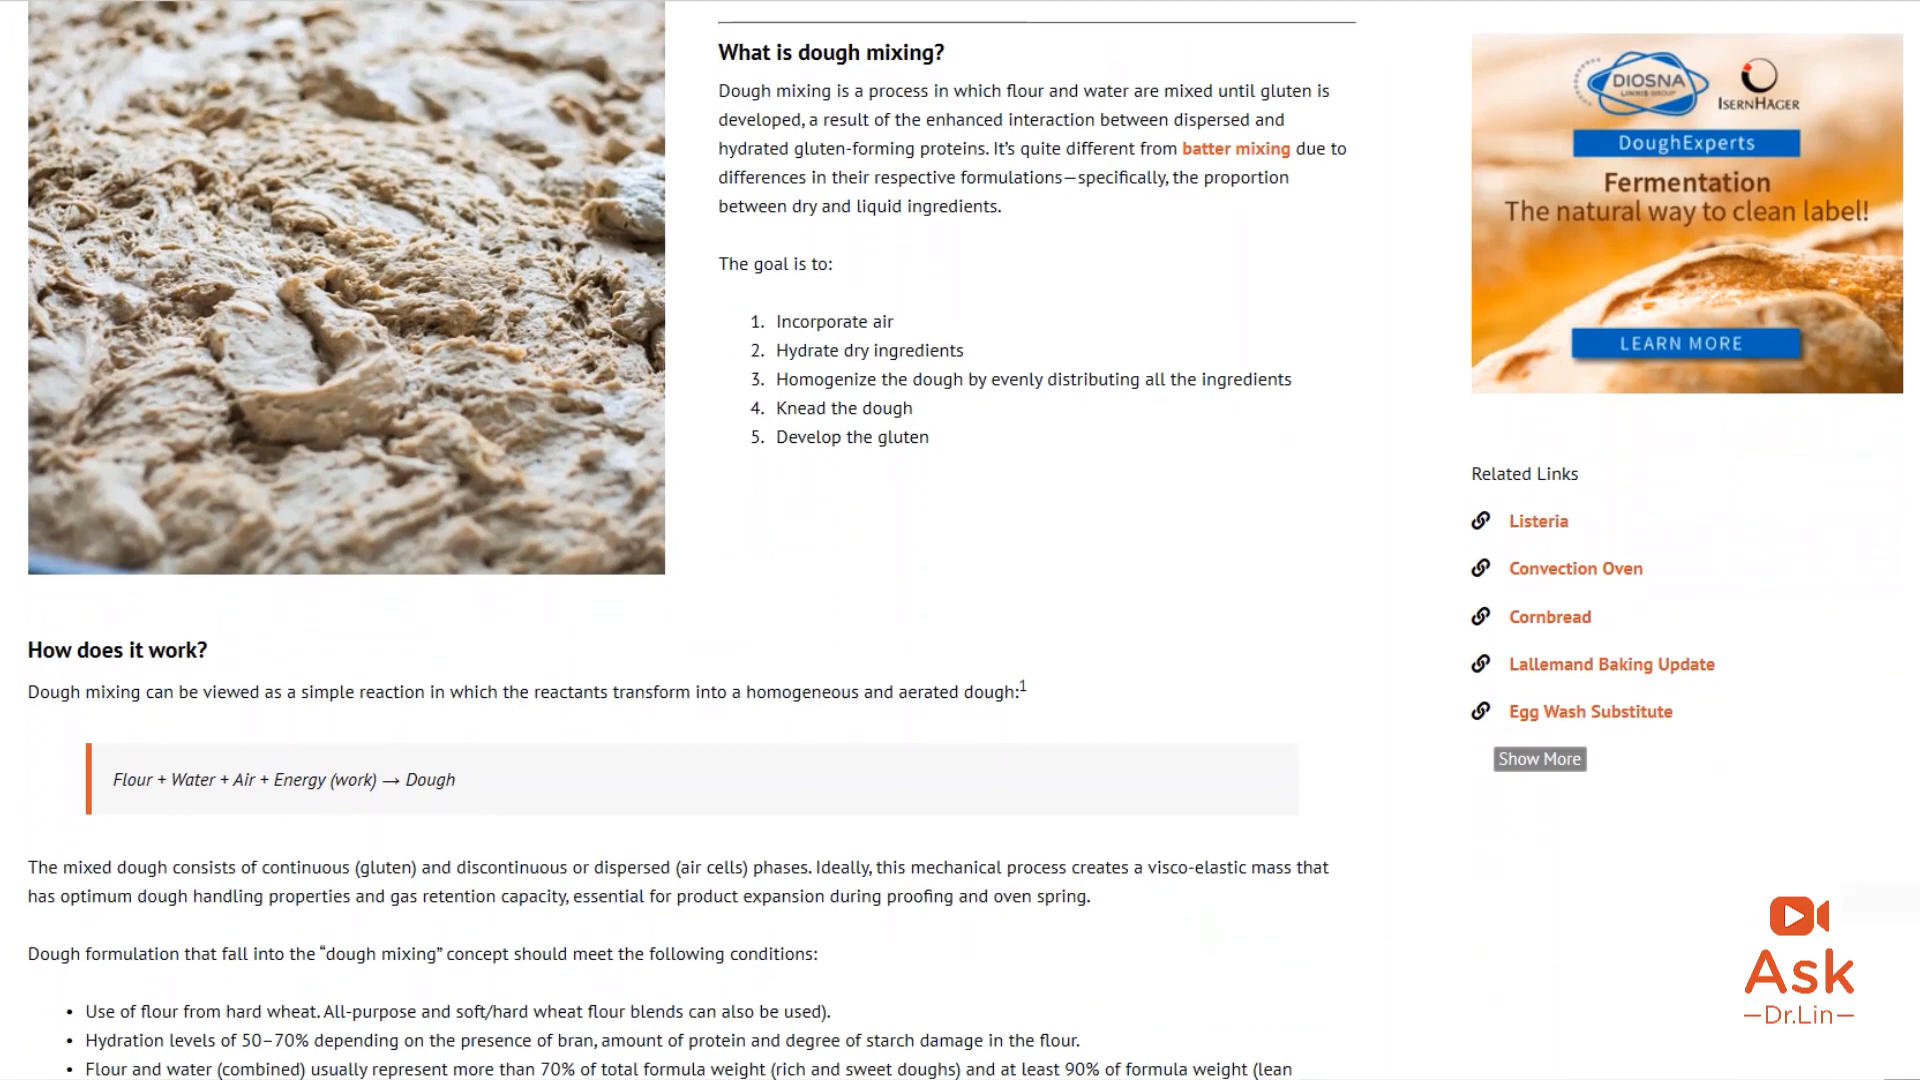 What is dough mixing?
Dough mixing is a process in which flour and water are mixed until gluten is
developed, a result of the enhanced interaction between dispersed and
hydrated gluten-forming proteins. It’s quite different from batter mixing due to
differences in their respective formulations—specifically, the proportion
between dry and liquid ingredients.
The goal is to:
1. Incorporate air
2. Hydrate dry ingredients
3. Homogenize the dough by evenly distributing all the ingredients
4. Knead the dough
5. Develop the gluten
How does it work?
Dough mixing can be viewed as a simple reaction in which the reactants transform into a homogeneous and aerated dough:1
Flour + Water + Air + Energy (work) → Dough
The mixed dough consists of continuous (gluten) and discontinuous or dispersed (air cells) phases. Ideally, this mechanical process creates a visco-elastic mass that
has optimum dough handling properties and gas retention capacity, essential for product expansion during proofing and oven spring.
Dough formulation that fall into the “dough mixing” concept should meet the following conditions:
• Use of flour from hard wheat. All-purpose and soft/hard wheat flour blends can also be used).
• Hydration levels of 50–70% depending on the presence of bran, amount of protein and degree of starch damage in the flour.
• Flour and water (combined) usually represent more than 70% of total formula weight (rich and sweet doughs) and at least 90% of formula weight (lean
DIOSNA
ISERNHÄGER
DoughExperts
Fermentation
The natural way to clean label!
LEARN MORE
Related Links
Listeria
Convection Oven
Cornbread
Lallemand Baking Update
Egg Wash Substitute
Show More
Ask
—Dr.Lin—